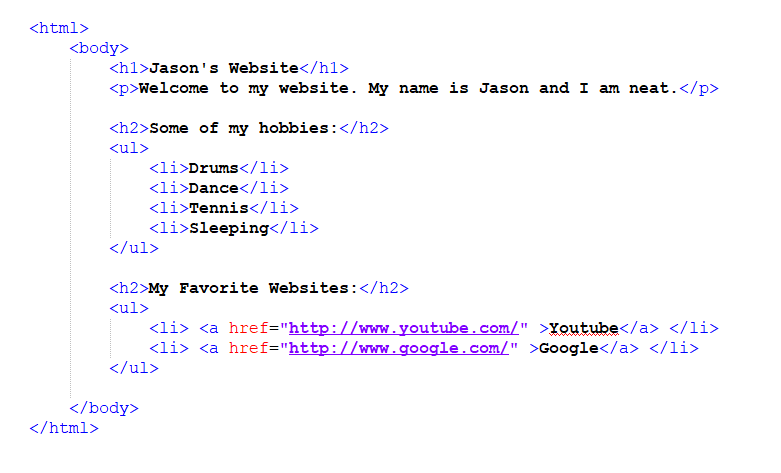 <html>
<body>
<h1>Jason's Website</h1>
<p>Welcome to my website. My name is Jason and I am neat.</p>
<h2>Some of my hobbies:</h2>
<ul>
<li>Drums</li>
<li>Dance</li>
<li>Tennis</li>
<li>Sleeping</li>
</ul>
<h2>My Favorite Websites:</h2>
<ul>
<li> <a href="http://www.youtube.com/" >Youtube</a> </li>
<li> <a href="http://www.google.com/" >Google</a> </li>
</ul>
</body>
</html>